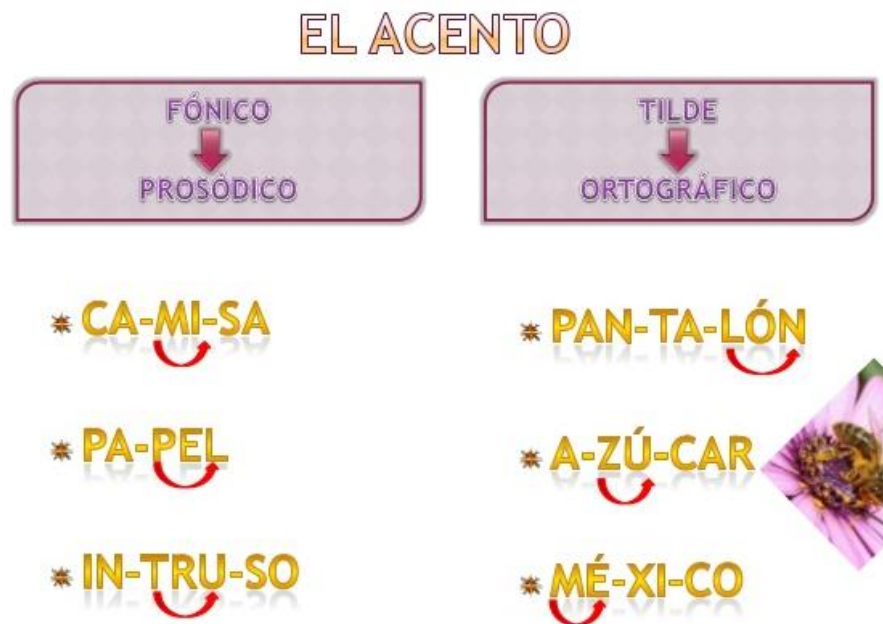 EL ACENTO
FÓNICO
PROSÓDICO
TILDE
ORTOGRÁFICO
CA-MI-SA
PA-PEL
IN-TRU-SO
PAN-TA-LÓN
A-ZÚ-CAR
MÉ-XI-CO